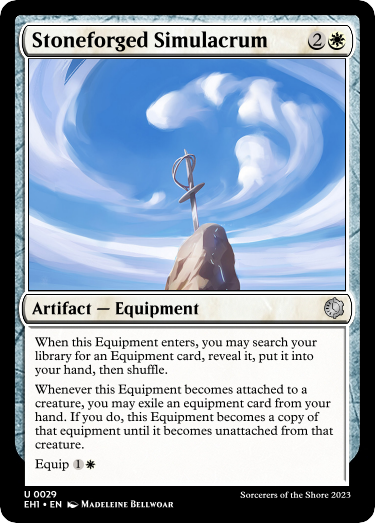 Stoneforged Simulacrum 2
Artifact — Equipment
When this Equipment enters, you may search your
library for an Equipment card, reveal it, put it into
your hand, then shuffle.
Whenever this Equipment becomes attached to a
creature, you may exile an equipment card from your
hand. If you do, this Equipment becomes a copy of
that equipment until it becomes unattached from that
creature.
Equip 1
U 0029
EH1 • EN Madeleine Bellwoar
Sorcerers of the Shore 2023